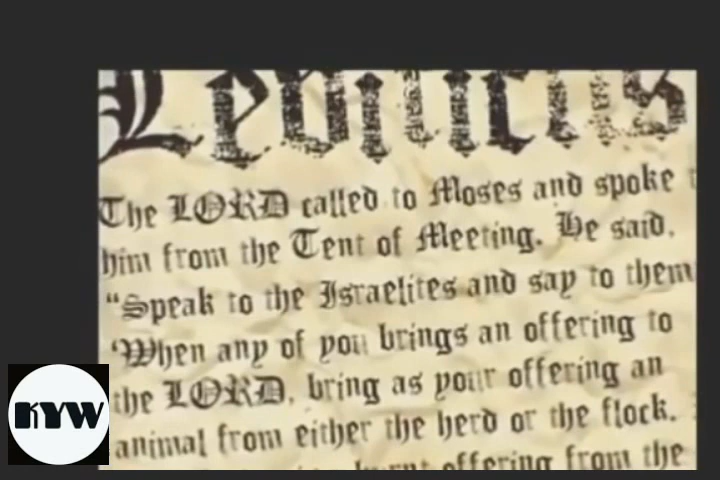 Leviticus
The LORD called to Moses and spoke
him from the Tent of Meeting. He said,
“Speak to the Israelites and say to them
‘When any of you brings an offering to
the LORD, bring as your offering an
animal from either the herd or the flock.
burnt offering from the
KYW